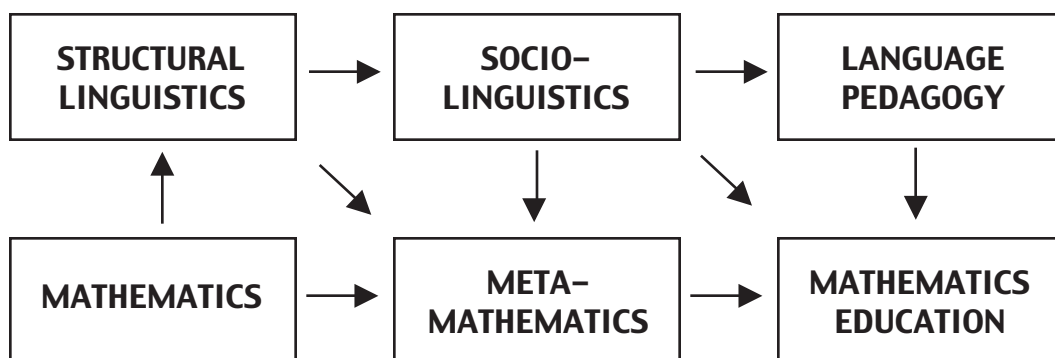 STRUCTURAL
LINGUISTICS
SOCIO–
LINGUISTICS
LANGUAGE
PEDAGOGY
MATHEMATICS
META–
MATHEMATICS
MATHEMATICS
EDUCATION